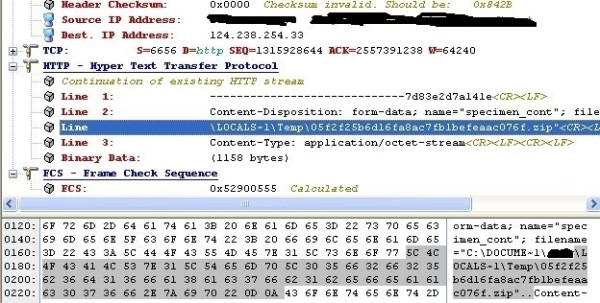 Header Checksum: 0x0000 Checksum invalid. Should be: 0x842B
Source IP Address:
Dest. IP Address: 124.238.254.33
TCP: S=6656 D=http SEQ=1315928644 ACK=2557391238 W=64240
HTTP - Hyper Text Transfer Protocol
Continuation of existing HTTP stream
Line 1: ---------------------------7d83e2d7a141e<CR><LF>
Line 2: Content-Disposition: form-data; name="specimen_cont"; file
Line \LOCALS~1\Temp\05f2f25b6d16fa8ac7fb1befeaac076f.zip"<CR><L
Line 3: Content-Type: application/octet-stream<CR><LF><CR><LF>
Binary Data: (1158 bytes)
FCS - Frame Check Sequence
FCS: 0x52900555 Calculated
0120: 6F 72 6D 2D 64 61 74 61 3B 20 6E 61 6D 65 3D 22 73 70 65 63 orm-data; name="spec
0140: 69 6D 65 6E 5F 63 6F 6E 74 22 3B 20 66 69 6C 65 6E 61 6D 65 imen_cont"; filename
0160: 3D 22 43 3A 5C 44 4F 43 55 4D 45 7E 31 5C 73 6E 6F 77 5C 4C ="C:\DOCUME~1\ \L
0180: 4F 43 41 4C 53 7E 31 5C 54 65 6D 70 5C 30 35 66 32 66 32 35 OCALS~1\Temp\05f2f25
0200: 62 36 64 31 36 66 61 38 61 63 37 66 62 31 62 65 66 65 61 61 b6d16fa8ac7fb1befeaa
0220: 63 30 37 36 66 2E 7A 69 70 22 0D 0A 43 6F 6E 74 65 6E 74 2D c076f.zip"..Content-